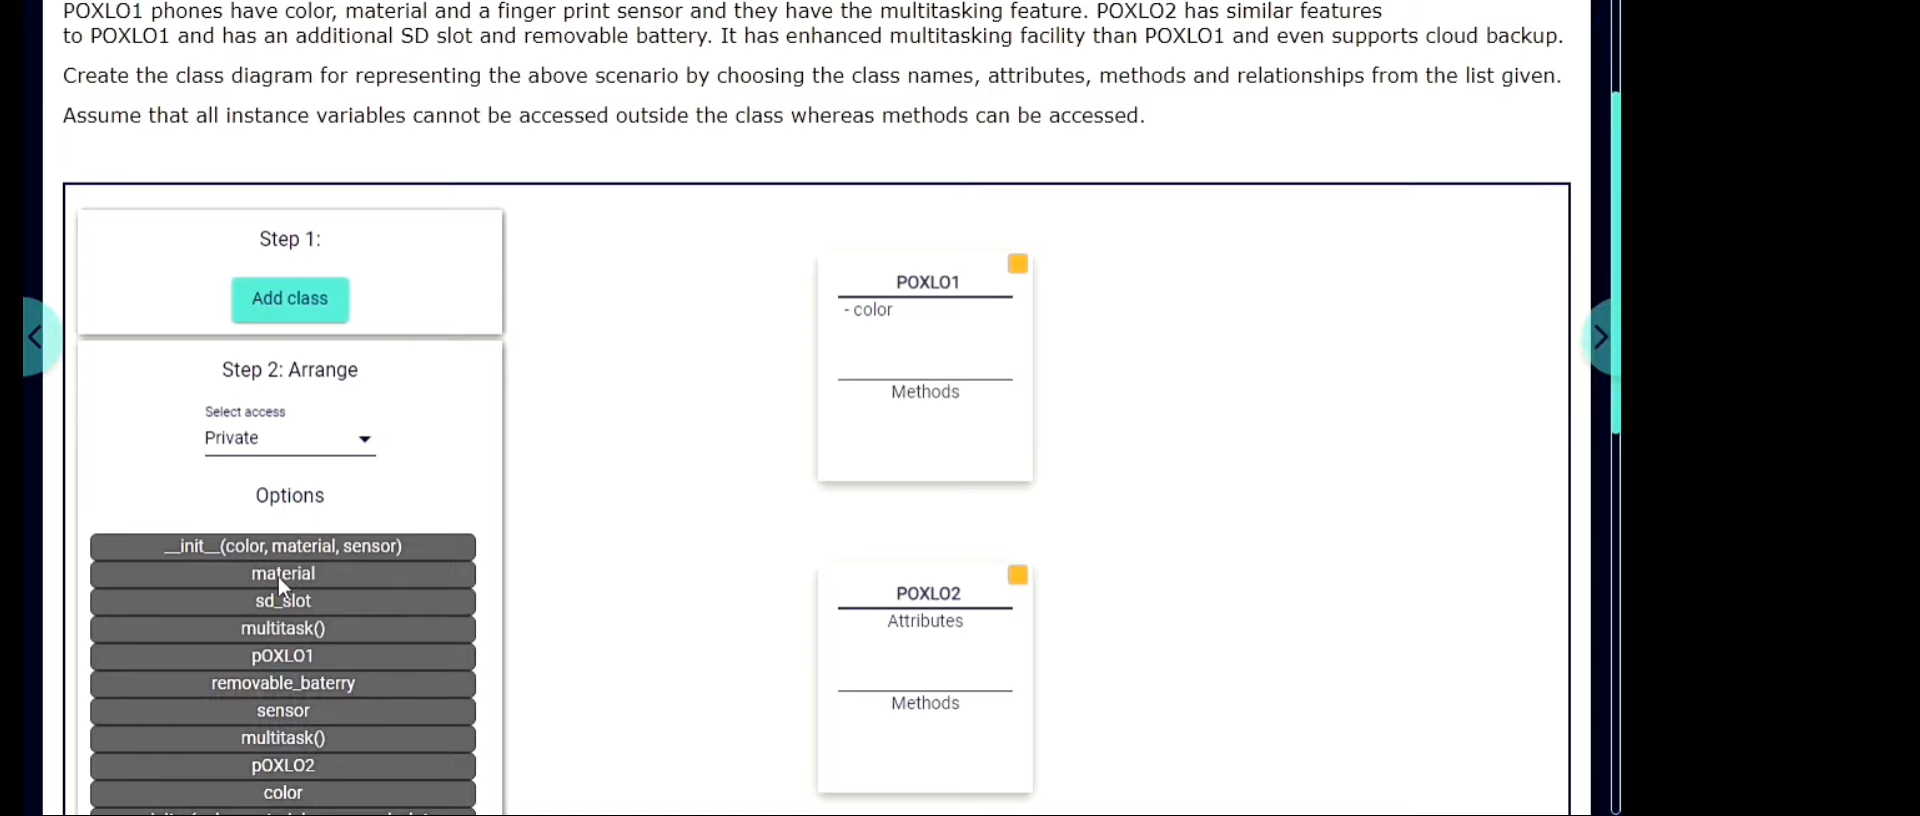 POXLO1 phones have color, material and a finger print sensor and they have the multitasking feature. POXLO2 has similar features
to POXLO1 and has an additional SD slot and removable battery. It has enhanced multitasking facility than POXLO1 and even supports cloud backup.
Create the class diagram for representing the above scenario by choosing the class names, attributes, methods and relationships from the list given.
Assume that all instance variables cannot be accessed outside the class whereas methods can be accessed.
Step 1:
Add class
Step 2: Arrange
Select access
Private
Options
__init__(color, material, sensor)
material
sd_slot
multitask()
pOXLO1
removable_baterry
sensor
multitask()
pOXLO2
color
POXLO1
- color
Methods
POXLO2
Attributes
Methods